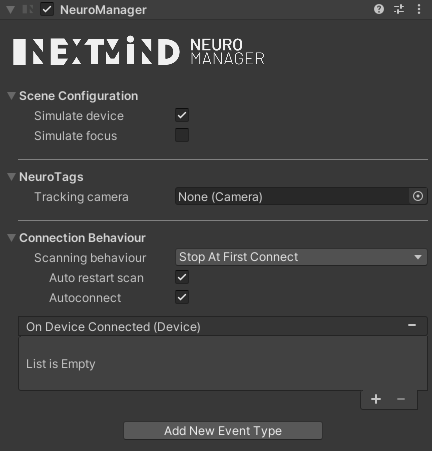 NeuroManager
NEXTMIND NEURO MANAGER
Scene Configuration
Simulate device
Simulate focus
NeuroTags
Tracking camera None (Camera)
Connection Behaviour
Scanning behaviour Stop At First Connect
Auto restart scan
Autoconnect
On Device Connected (Device)
List is Empty
Add New Event Type